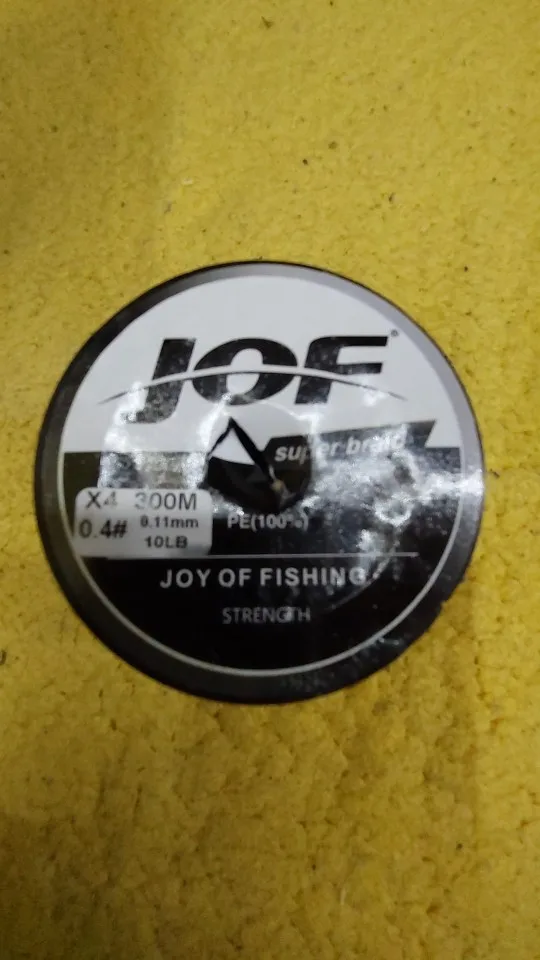 JOF®
super braid
X4 300M
0.4# 0.11mm
10LB
PE(100%)
JOY OF FISHING
STRENGTH